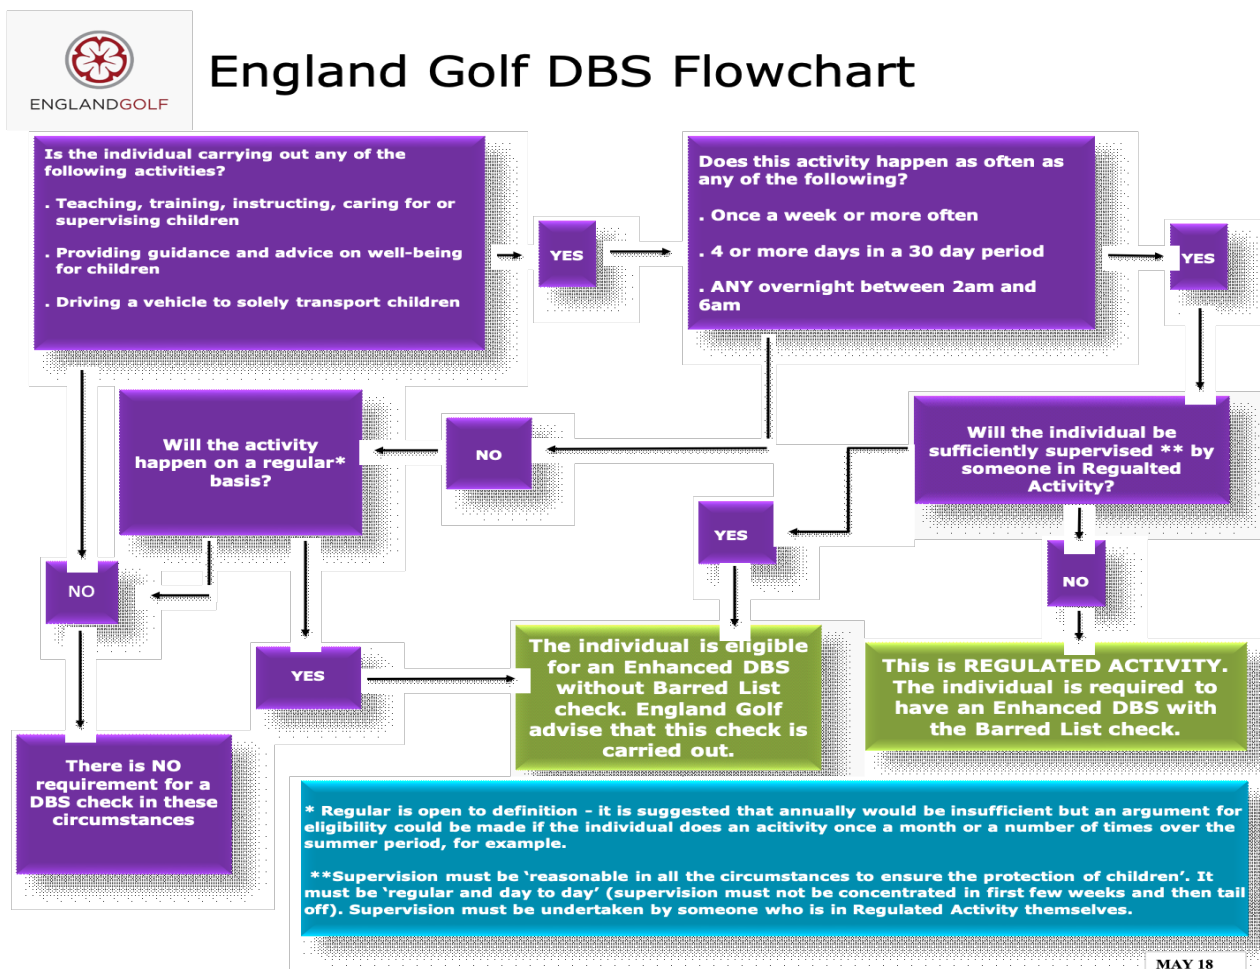 ENGLANDGOLF
England Golf DBS Flowchart
Is the individual carrying out any of the
following activities?
. Teaching, training, instructing, caring for or
supervising children
. Providing guidance and advice on well-being
for children
. Driving a vehicle to solely transport children
YES
Does this activity happen as often as
any of the following?
. Once a week or more often
. 4 or more days in a 30 day period
. ANY overnight between 2am and
6am
YES
Will the activity
happen on a regular*
basis?
NO
Will the individual be
sufficiently supervised ** by
someone in Regualted
Activity?
YES
NO
NO
YES
The individual is eligible
for an Enhanced DBS
without Barred List
check. England Golf
advise that this check is
carried out.
This is REGULATED ACTIVITY.
The individual is required to
have an Enhanced DBS with
the Barred List check.
There is NO
requirement for a
DBS check in these
circumstances
* Regular is open to definition - it is suggested that annually would be insufficient but an argument for
eligibility could be made if the individual does an acitivity once a month or a number of times over the
summer period, for example.
**Supervision must be ‘reasonable in all the circumstances to ensure the protection of children’. It
must be ‘regular and day to day’ (supervision must not be concentrated in first few weeks and then tail
off). Supervision must be undertaken by someone who is in Regulated Activity themselves.
MAY 18